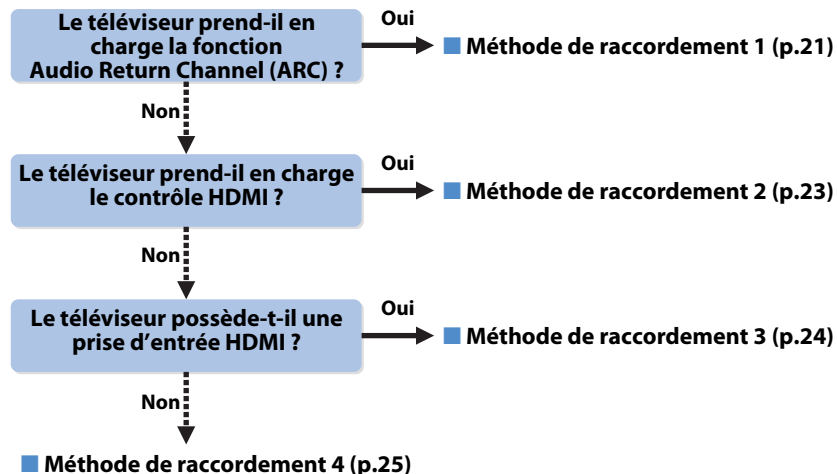 Le téléviseur prend-il en
charge la fonction
Audio Return Channel (ARC) ?
Oui
■ Méthode de raccordement 1 (p.21)
Non
Le téléviseur prend-il en charge
le contrôle HDMI ?
Oui
■ Méthode de raccordement 2 (p.23)
Non
Le téléviseur possède-t-il une
prise d’entrée HDMI ?
Oui
■ Méthode de raccordement 3 (p.24)
Non
■ Méthode de raccordement 4 (p.25)